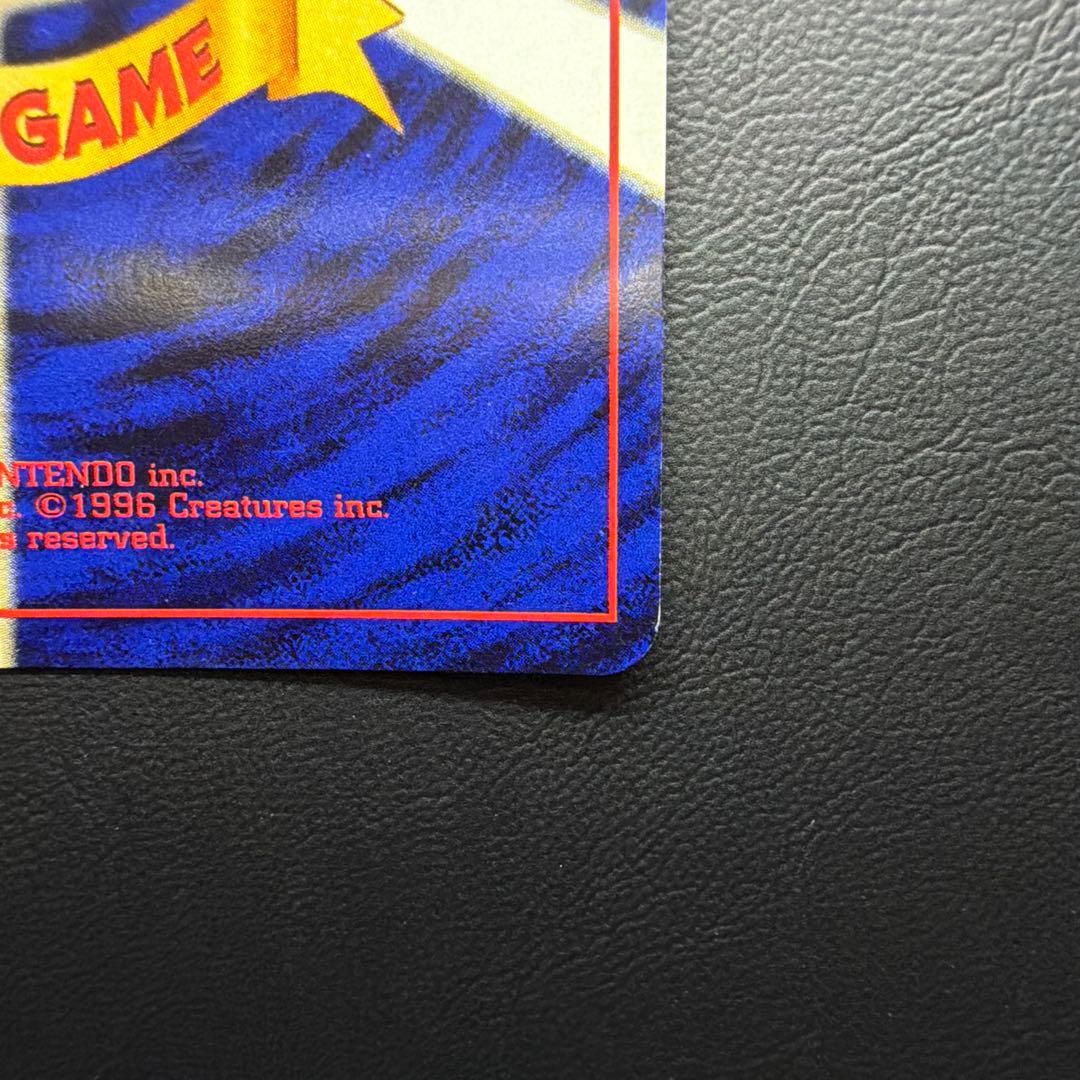 GAME
NTENDO inc.
c. ©1996 Creatures inc.
s reserved.